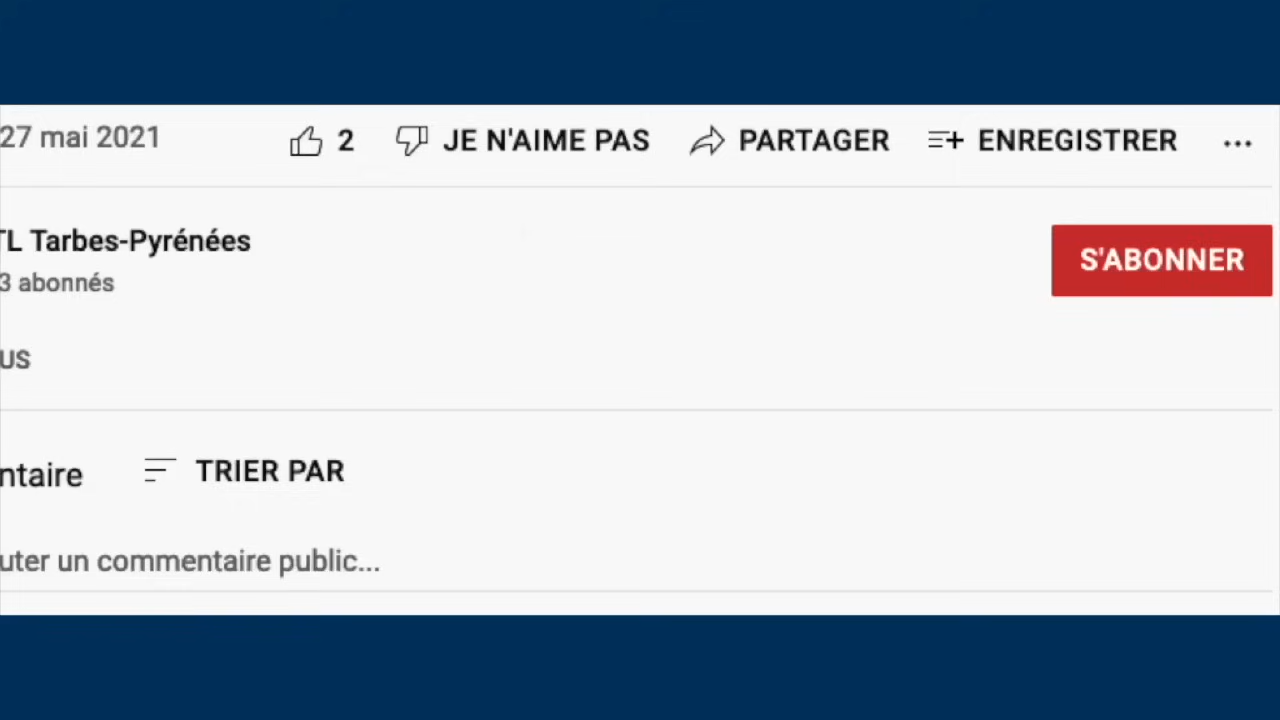 27 mai 2021 2 JE N'AIME PAS PARTAGER ENREGISTRER ...
TL Tarbes-Pyrénées
3 abonnés
S'ABONNER
us
ntaire TRIER PAR
uter un commentaire public...